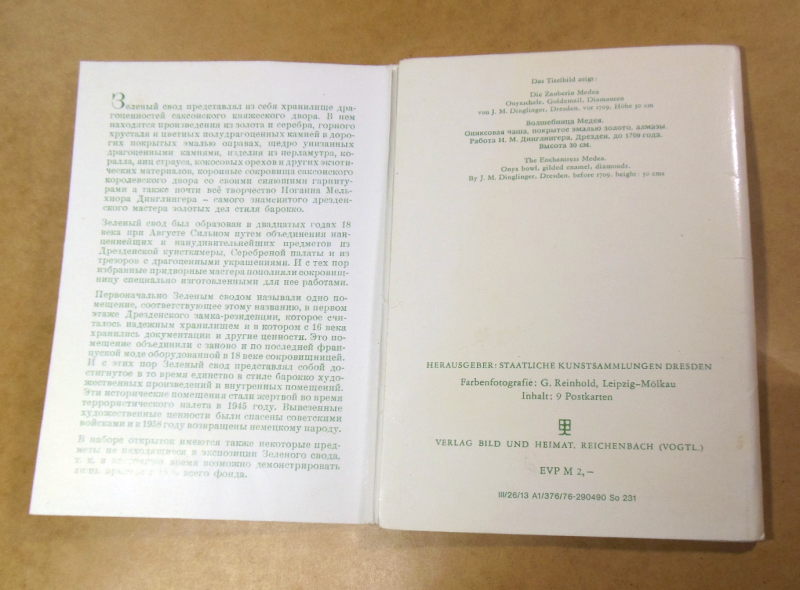 Зеленый свод представлял из себя хранилище дра-
гоценностей саксонского княжеского двора. В нем
находятся произведения из золота и серебра, горного
хрусталя и цветных полудрагоценных камней в доро-
гих покрытых эмалью оправах, щедро унизанных
драгоценными камнями, изделия из перламутра, ко-
ралла, яиц страуса, кокосовых орехов и других экзоти-
ческих материалов, коронные сокровища саксонского
королевского двора со своими сияющими гарниту-
рами а также почти всё творчество Иоганна Мель-
хиора Динглингера – самого знаменитого дрезден-
ского мастера золотых дел стиля барокко.
Зеленый свод был образован в двадцатых годах 18
века при Августе Сильном путем объединения наи-
ценнейших и наиудивительнейших предметов из
Дрезденской кунсткамеры, Серебреной палаты и из
трезоров с драгоценными украшениями. И с тех пор
избранные придворные мастера пополняли сокровищ-
ницу специально изготовленными для нее работами.
Первоначально Зеленым сводом называли одно по-
мещение, соответствующее этому названию, в первом
этаже Дрезденского замка-резиденции, которое счи-
талось надежным хранилищем и в котором с 16 века
хранились документации и другие ценности. Это по-
мещение объединили с заново и по последней фран-
цуской моде оборудованной в 18 веке сокровищницей.
И с этих пор Зеленый свод представлял собой до-
стигнутое в то время единство в стиле барокко худо-
жественных произведений и внутренных помещений.
Эти исторические помещения стали жертвой во время
террористического налета в 1945 году. Вывезенные
художественные ценности были спасены советскими
войсками и в 1958 году возвращены немецкому народу.
В наборе открыток имеются также некоторые пред-
меты не находящиеся в экспозиции Зеленого свода,
т. к. в время возможно демонстрировать
всего фонда.
Das Titelbild zeigt:
Die Zauberin Medea
Onyxschale, Goldemail, Diamanten
von J. M. Dinglinger, Dresden, vor 1709, Höhe 30 cm
Волшебница Медея.
Ониксовая чаша, покрытое эмалью золото, алмазы.
Работа И. М. Динглингера, Дрезден, до 1709 года.
Высота 30 см.
The Enchantress Medea.
Onyx bowl, gilded enamel, diamonds.
By J. M. Dinglinger, Dresden, before 1709, height: 30 cms
HERAUSGEBER: STAATLICHE KUNSTSAMMLUNGEN DRESDEN
Farbenfotografie: G. Reinhold, Leipzig-Mölkau
Inhalt: 9 Postkarten
VERLAG BILD UND HEIMAT, REICHENBACH (VOGTL.)
EVP M 2,–
III/26/13 A1/376/76-290490 So 231